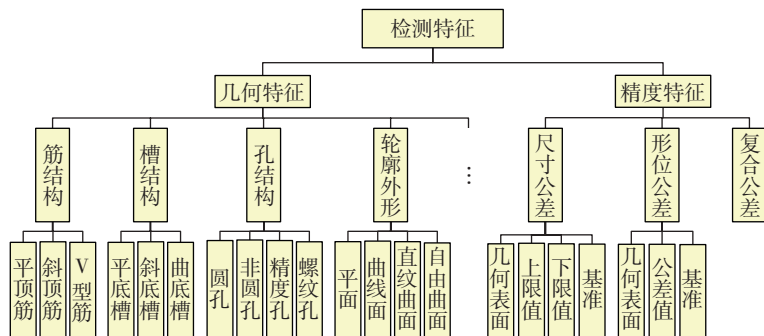 检测特征
几何特征
精度特征
筋结构
槽结构
孔结构
轮廓外形
⋮
尺寸公差
形位公差
复合公差
平顶筋
斜顶筋
V型筋
平底槽
斜底槽
曲底槽
圆孔
非圆孔
精度孔
螺纹孔
平面
曲线面
直纹曲面
自由曲面
几何表面
上限值
下限值
基准
几何表面
公差值
基准